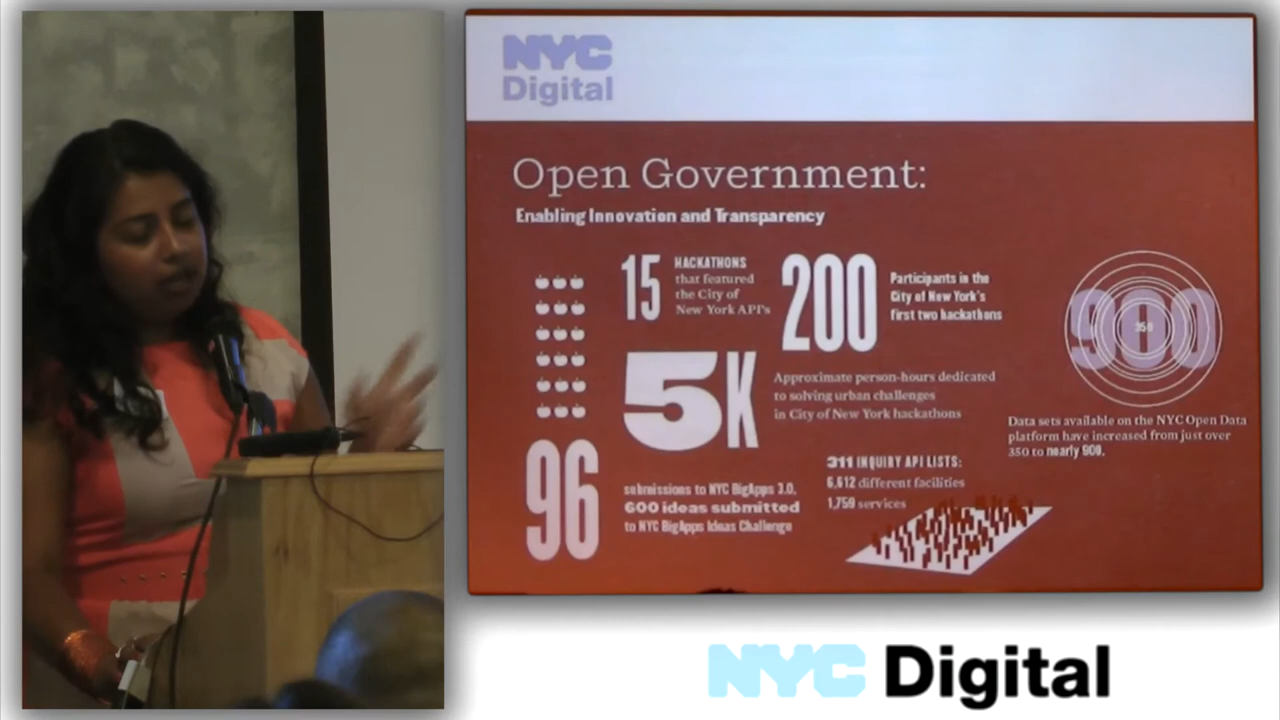 NYC
Digital
Open Government:
Enabling Innovation and Transparency
15
HACKATHONS
that featured
the City of
New York API's
200
Participants in the
City of New York's
first two hackathons
900
350
5K
Approximate person-hours dedicated
to solving urban challenges
in City of New York hackathons
Data sets available on the NYC Open Data
platform have increased from just over
350 to nearly 900.
96
submissions to NYC BigApps 3.0,
600 ideas submitted
to NYC BigApps Ideas Challenge
311 INQUIRY API LISTS:
6,612 different facilities
1,759 services
NYC Digital